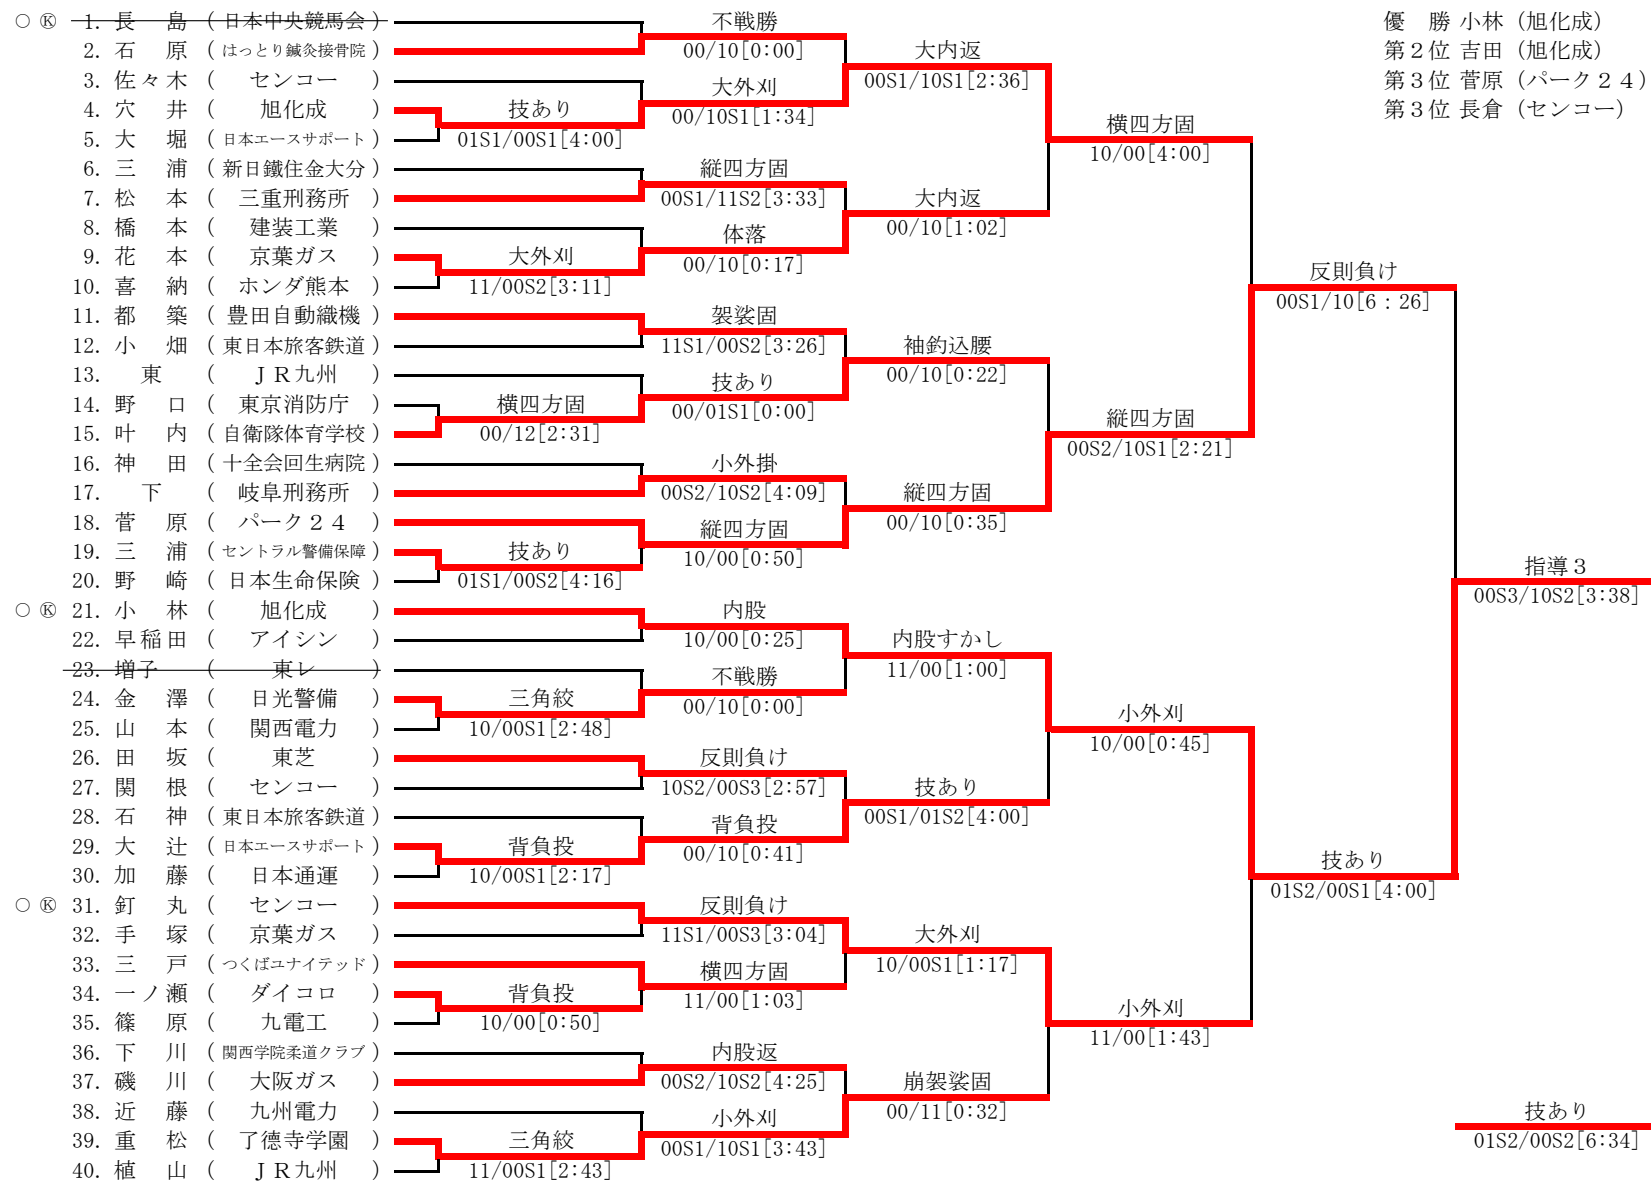 ○ Ⓚ 1. 長島 (日本中央競馬会)
2. 石原 (はっとり鍼灸接骨院)
3. 佐々木 (センコー)
4. 穴井 (旭化成)
5. 大堀 (日本エースサポート)
6. 三浦 (新日鐵住金大分)
7. 松本 (三重刑務所)
8. 橋本 (建装工業)
9. 花本 (京葉ガス)
10. 喜納 (ホンダ熊本)
11. 都築 (豊田自動織機)
12. 小畑 (東日本旅客鉄道)
13. 東 (ＪＲ九州)
14. 野口 (東京消防庁)
15. 叶内 (自衛隊体育学校)
16. 神田 (十全会回生病院)
17. 下 (岐阜刑務所)
18. 菅原 (パーク２４)
19. 三浦 (セントラル警備保障)
20. 野崎 (日本生命保険)
○ Ⓚ 21. 小林 (旭化成)
22. 早稲田 (アイシン)
23. 増子 (東レ)
24. 金澤 (日光警備)
25. 山本 (関西電力)
26. 田坂 (東芝)
27. 関根 (センコー)
28. 石神 (東日本旅客鉄道)
29. 大辻 (日本エースサポート)
30. 加藤 (日本通運)
○ Ⓚ 31. 釘丸 (センコー)
32. 手塚 (京葉ガス)
33. 三戸 (つくばユナイテッド)
34. 一ノ瀬 (ダイコロ)
35. 篠原 (九電工)
36. 下川 (関西学院柔道クラブ)
37. 磯川 (大阪ガス)
38. 近藤 (九州電力)
39. 重松 (了德寺学園)
40. 植山 (ＪＲ九州)
技あり
01S1/00S1[4:00]
大外刈
11/00S2[3:11]
横四方固
00/12[2:31]
技あり
01S1/00S2[4:16]
三角絞
10/00S1[2:48]
背負投
10/00S1[2:17]
背負投
10/00[0:50]
三角絞
11/00S1[2:43]
不戦勝
00/10[0:00]
大外刈
00/10S1[1:34]
縦四方固
00S1/11S2[3:33]
体落
00/10[0:17]
袈裟固
11S1/00S2[3:26]
技あり
00/01S1[0:00]
小外掛
00S2/10S2[4:09]
縦四方固
10/00[0:50]
内股
10/00[0:25]
不戦勝
00/10[0:00]
反則負け
10S2/00S3[2:57]
背負投
00/10[0:41]
反則負け
11S1/00S3[3:04]
横四方固
11/00[1:03]
内股返
00S2/10S2[4:25]
小外刈
00S1/10S1[3:43]
大内返
00S1/10S1[2:36]
大内返
00/10[1:02]
袖釣込腰
00/10[0:22]
縦四方固
00/10[0:35]
内股すかし
11/00[1:00]
技あり
00S1/01S2[4:00]
大外刈
10/00S1[1:17]
崩袈裟固
00/11[0:32]
横四方固
10/00[4:00]
縦四方固
00S2/10S1[2:21]
小外刈
10/00[0:45]
小外刈
11/00[1:43]
反則負け
00S1/10[6：26]
技あり
01S2/00S1[4:00]
指導３
00S3/10S2[3:38]
技あり
01S2/00S2[6:34]
優　勝 小林（旭化成）
第２位 吉田（旭化成）
第３位 菅原（パーク２４）
第３位 長倉（センコー）